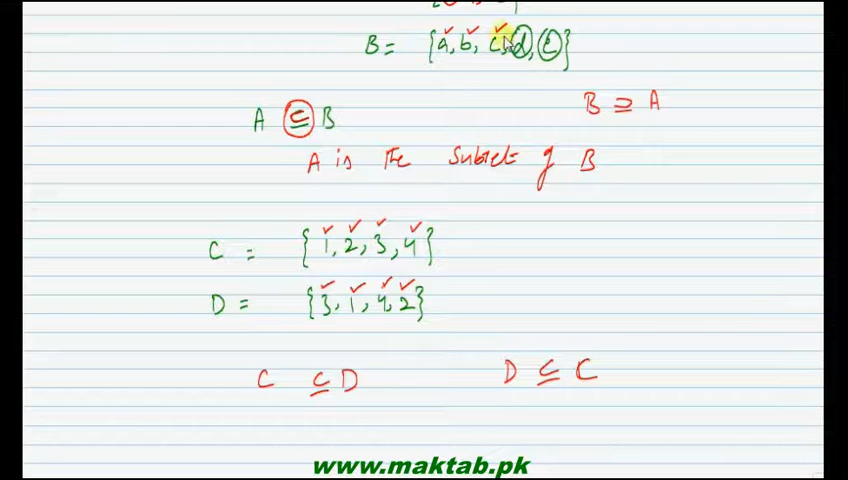 B = {a, b, c, d, e}
A ⊆ B
B ⊇ A
A is the Subset of B
C = {1, 2, 3, 4}
D = {3, 1, 4, 2}
C ⊆ D
D ⊆ C
www.maktab.pk